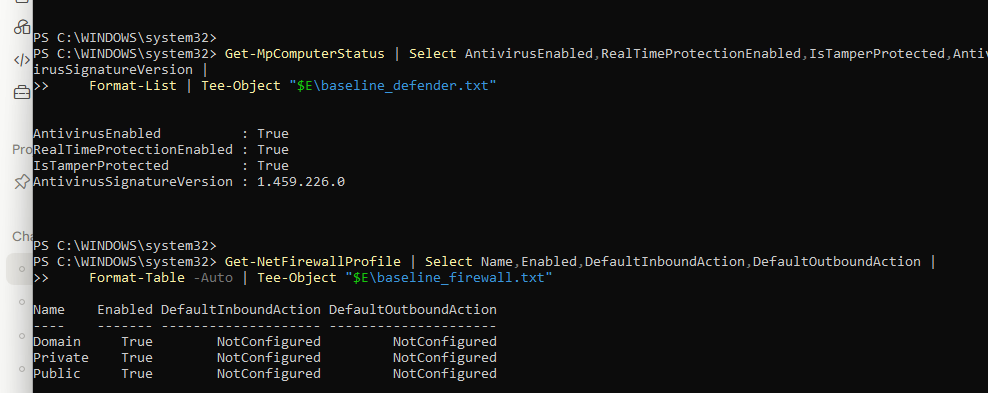 PS C:\WINDOWS\system32>
PS C:\WINDOWS\system32> Get-MpComputerStatus | Select AntivirusEnabled,RealTimeProtectionEnabled,IsTamperProtected,Antiv
irusSignatureVersion |
>>     Format-List | Tee-Object "$E\baseline_defender.txt"
AntivirusEnabled          : True
RealTimeProtectionEnabled : True
IsTamperProtected         : True
AntivirusSignatureVersion : 1.459.226.0
PS C:\WINDOWS\system32>
PS C:\WINDOWS\system32> Get-NetFirewallProfile | Select Name,Enabled,DefaultInboundAction,DefaultOutboundAction |
>>     Format-Table -Auto | Tee-Object "$E\baseline_firewall.txt"
Name    Enabled DefaultInboundAction DefaultOutboundAction
----    ------- -------------------- ---------------------
Domain     True        NotConfigured         NotConfigured
Private    True        NotConfigured         NotConfigured
Public     True        NotConfigured         NotConfigured